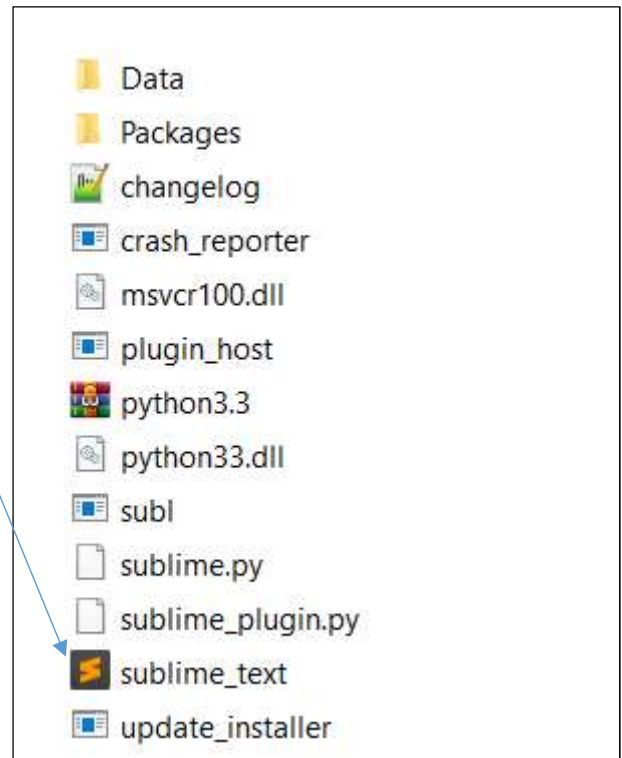 Data
Packages
changelog
crash_reporter
msvcr100.dll
plugin_host
python3.3
python33.dll
subl
sublime.py
sublime_plugin.py
sublime_text
update_installer